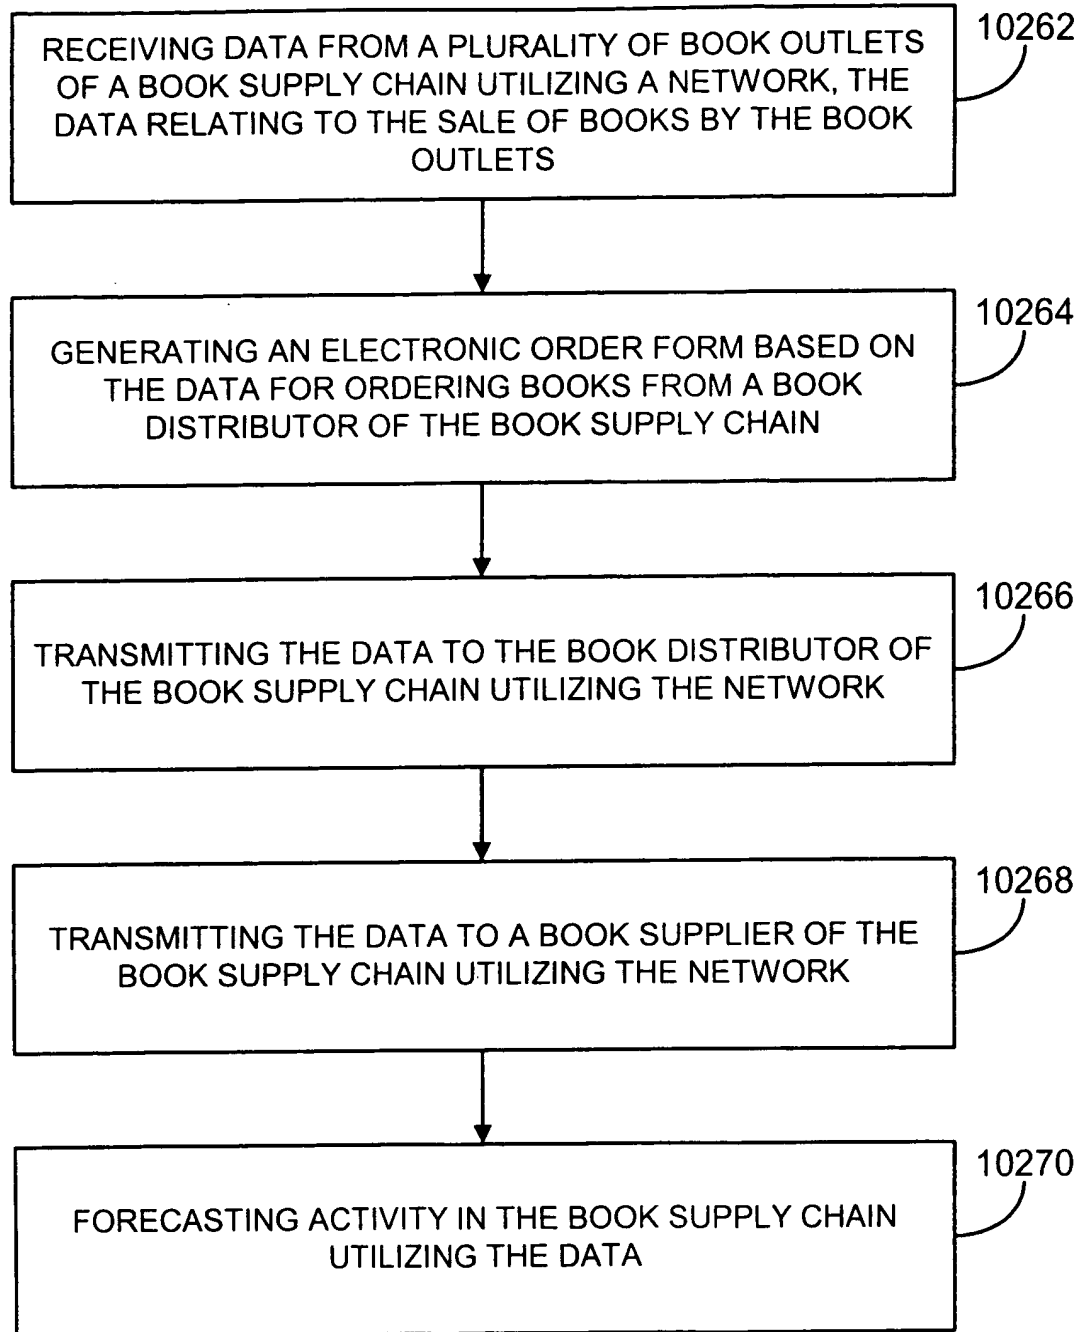 RECEIVING DATA FROM A PLURALITY OF BOOK OUTLETS
OF A BOOK SUPPLY CHAIN UTILIZING A NETWORK, THE
DATA RELATING TO THE SALE OF BOOKS BY THE BOOK
OUTLETS
10262
GENERATING AN ELECTRONIC ORDER FORM BASED ON
THE DATA FOR ORDERING BOOKS FROM A BOOK
DISTRIBUTOR OF THE BOOK SUPPLY CHAIN
10264
TRANSMITTING THE DATA TO THE BOOK DISTRIBUTOR OF
THE BOOK SUPPLY CHAIN UTILIZING THE NETWORK
10266
TRANSMITTING THE DATA TO A BOOK SUPPLIER OF THE
BOOK SUPPLY CHAIN UTILIZING THE NETWORK
10268
FORECASTING ACTIVITY IN THE BOOK SUPPLY CHAIN
UTILIZING THE DATA
10270